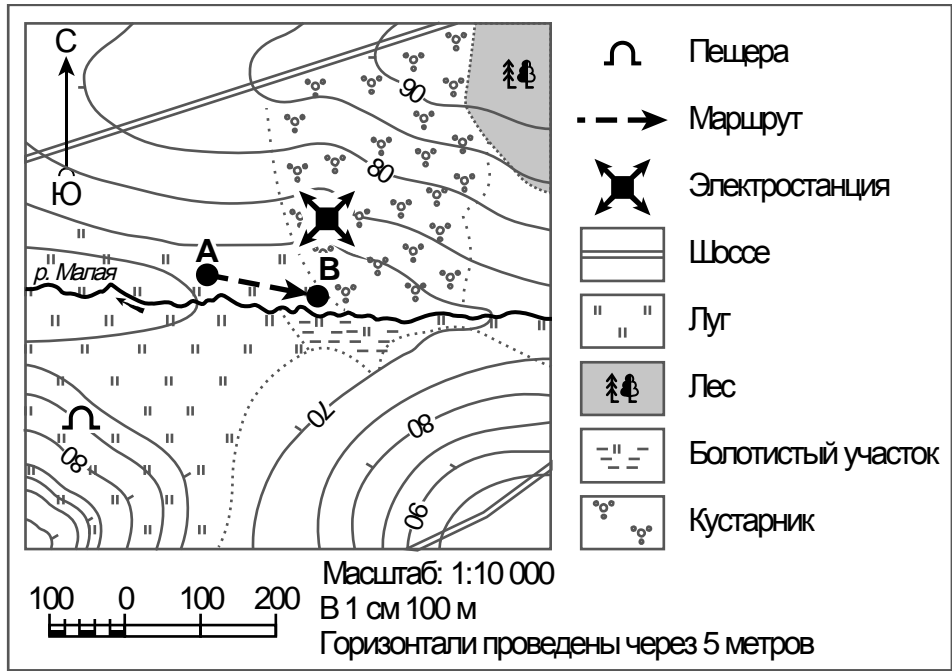 С
Ю
90
80
А
В
р. Малая
70
80
80
90
Пещера
Маршрут
Электростанция
Шоссе
Луг
Лес
Болотистый участок
Кустарник
100 0 100 200
Масштаб: 1:10 000
В 1 см 100 м
Горизонтали проведены через 5 метров